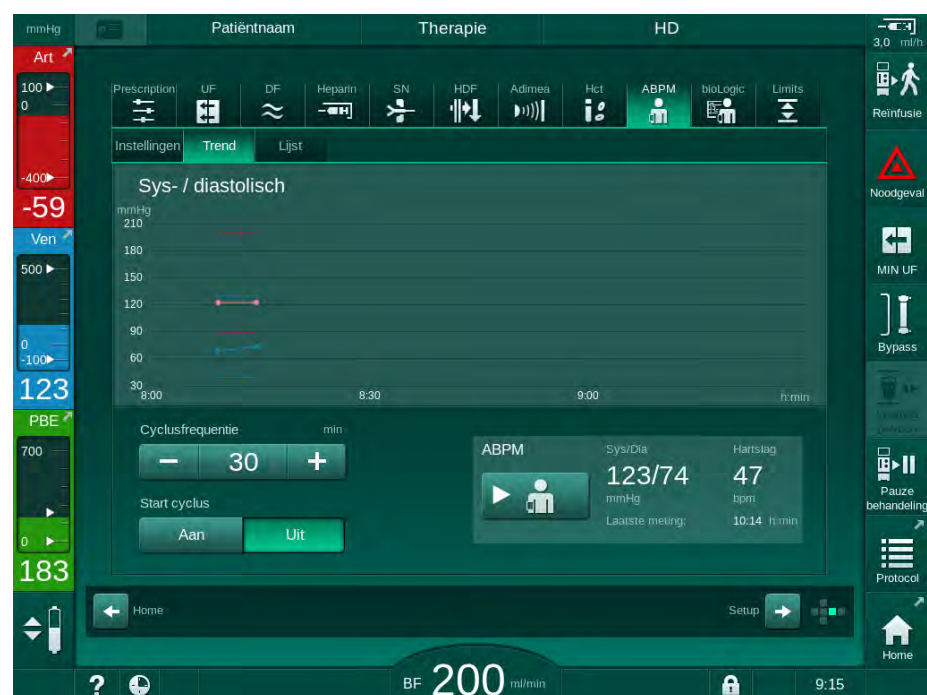 mmHg
Patiëntnaam
Therapie
HD
3,0 ml/h
Art
100
0
-400
-59
Ven
500
0
-100
123
PBE
700
0
183
Prescription
UF
DF
Heparin
SN
HDF
Adimea
Hct
ABPM
bioLogic
Limits
Instellingen
Trend
Lijst
Sys- / diastolisch
mmHg
210
180
150
120
90
60
30
8:00
8:30
9:00
h:min
Cyclusfrequentie
min
30
Start cyclus
Aan
Uit
ABPM
Sys/Dia
123/74
mmHg
Hartslag
47
bpm
Laatste meting:
10:14 h:min
Home
Setup
Reïnfusie
Noodgeval
MIN UF
Bypass
Pauze
behandeling
Protocol
Home
?
BF 200 ml/min
9:15